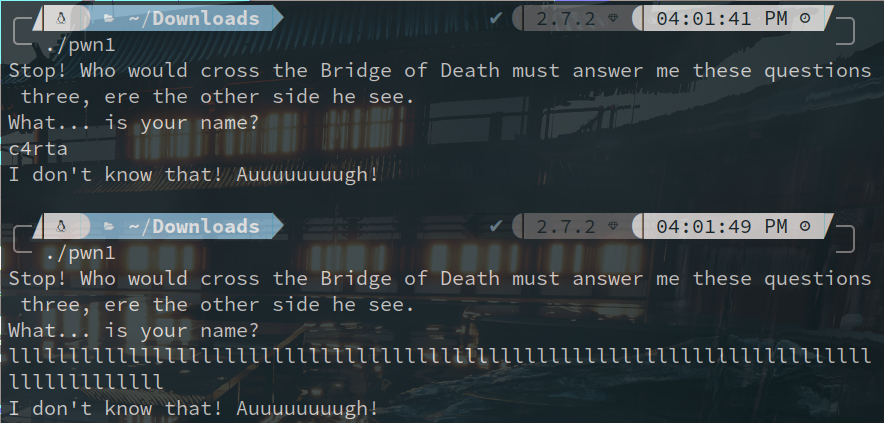 ~/Downloads ✔ 2.7.2 04:01:41 PM
./pwn1
Stop! Who would cross the Bridge of Death must answer me these questions
three, ere the other side he see.
What... is your name?
c4rta
I don't know that! Auuuuuuuugh!
~/Downloads ✔ 2.7.2 04:01:49 PM
./pwn1
Stop! Who would cross the Bridge of Death must answer me these questions
three, ere the other side he see.
What... is your name?
llllllllllllllllllllllllllllllllllllllllllllllllllllllllllllllllllllllll
lllllllllllll
I don't know that! Auuuuuuuugh!